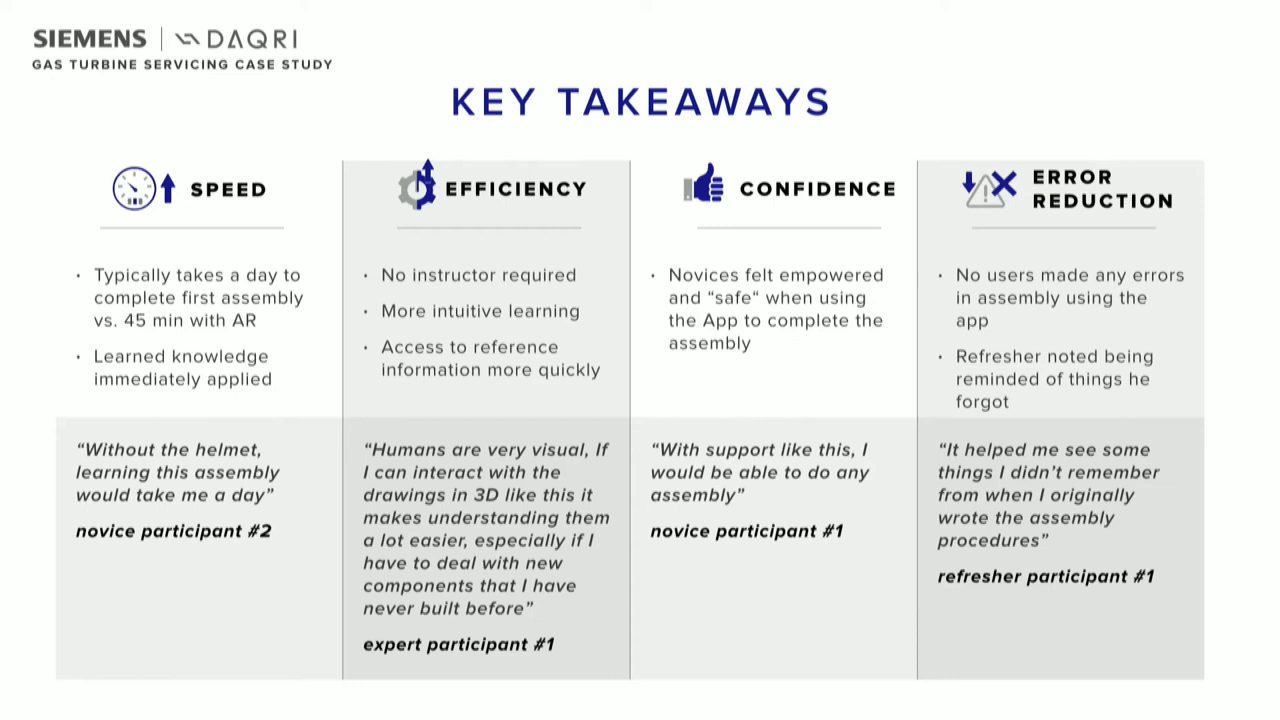 SIEMENS DAQRI
GAS TURBINE SERVICING CASE STUDY
KEY TAKEAWAYS
SPEED
• Typically takes a day to
complete first assembly
vs. 45 min with AR
• Learned knowledge
immediately applied
“Without the helmet,
learning this assembly
would take me a day”
novice participant #2
EFFICIENCY
• No instructor required
• More intuitive learning
• Access to reference
information more quickly
“Humans are very visual, If
I can interact with the
drawings in 3D like this it
makes understanding them
a lot easier, especially if I
have to deal with new
components that I have
never built before”
expert participant #1
CONFIDENCE
• Novices felt empowered
and “safe“ when using
the App to complete the
assembly
“With support like this, I
would be able to do any
assembly”
novice participant #1
ERROR
REDUCTION
• No users made any errors
in assembly using the
app
• Refresher noted being
reminded of things he
forgot
“It helped me see some
things I didn’t remember
from when I originally
wrote the assembly
procedures”
refresher participant #1